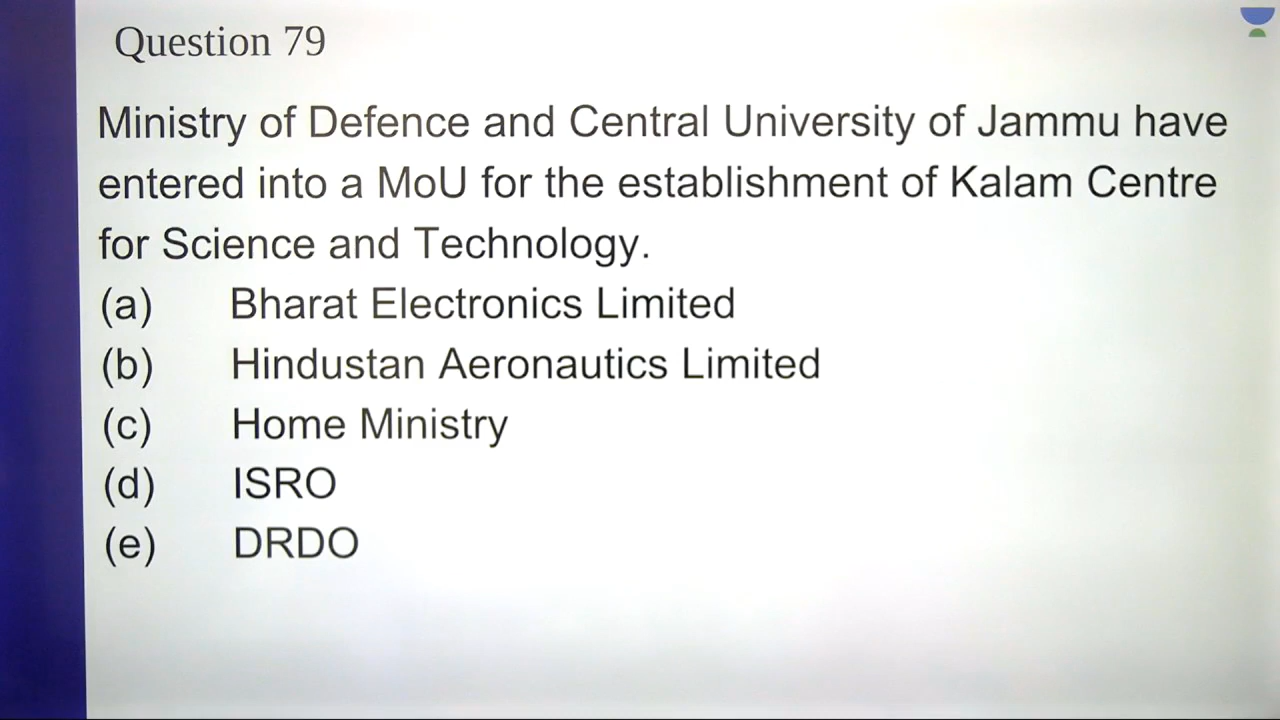 Question 79
Ministry of Defence and Central University of Jammu have
entered into a MoU for the establishment of Kalam Centre
for Science and Technology.
(a) Bharat Electronics Limited
(b) Hindustan Aeronautics Limited
(c) Home Ministry
(d) ISRO
(e) DRDO